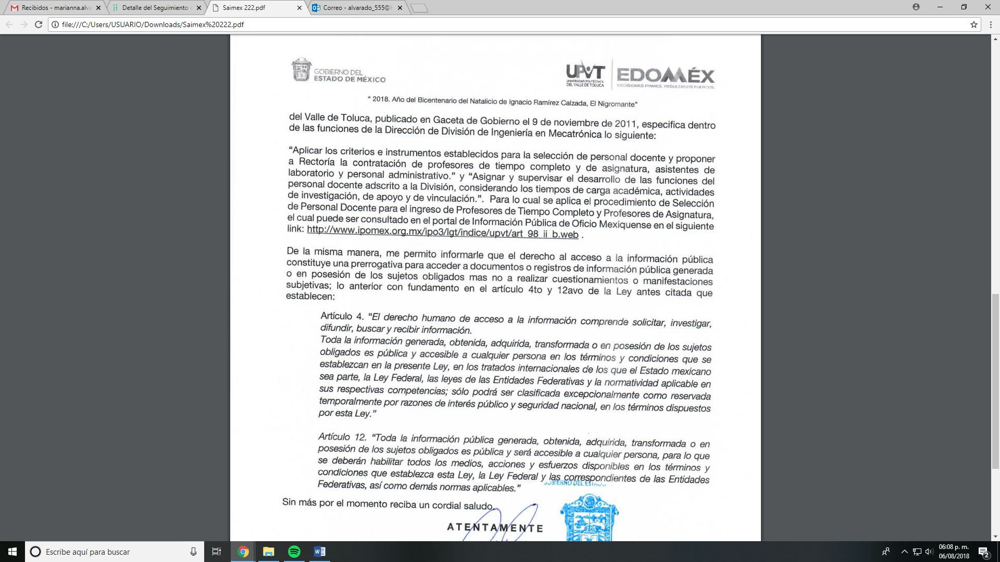 Recibidos - marianna.alva
Detalle del Seguimiento d
Saimex 222.pdf
Correo - alvarado_555@h
file:///C:/Users/USUARIO/Downloads/Saimex%20222.pdf
GOBIERNO DEL
ESTADO DE MÉXICO
UPVT
UNIVERSIDAD POLITÉCNICA
DEL VALLE DE TOLUCA
EDOMÉX
DECISIONES FIRMES, RESULTADOS FUERTES.
“ 2018. Año del Bicentenario del Natalicio de Ignacio Ramírez Calzada, El Nigromante”
del Valle de Toluca, publicado en Gaceta de Gobierno el 9 de noviembre de 2011, especifica dentro
de las funciones de la Dirección de División de Ingeniería en Mecatrónica lo siguiente:
“Aplicar los criterios e instrumentos establecidos para la selección de personal docente y proponer
a Rectoría la contratación de profesores de tiempo completo y de asignatura, asistentes de
laboratorio y personal administrativo.” y “Asignar y supervisar el desarrollo de las funciones del
personal docente adscrito a la División, considerando los tiempos de carga académica, actividades
de investigación, de apoyo y de vinculación.”. Para lo cual se aplica el procedimiento de Selección
de Personal Docente para el ingreso de Profesores de Tiempo Completo y Profesores de Asignatura,
el cual puede ser consultado en el portal de Información Pública de Oficio Mexiquense en el siguiente
link: http://www.ipomex.org.mx/ipo3/lgt/indice/upvt/art_98_ii_b.web .
De la misma manera, me permito informarle que el derecho al acceso a la información pública
constituye una prerrogativa para acceder a documentos o registros de información pública generada
o en posesión de los sujetos obligados mas no a realizar cuestionamientos o manifestaciones
subjetivas; lo anterior con fundamento en el artículo 4to y 12avo de la Ley antes citada que
establecen:
Artículo 4. “El derecho humano de acceso a la información comprende solicitar, investigar,
difundir, buscar y recibir información.
Toda la información generada, obtenida, adquirida, transformada o en posesión de los sujetos
obligados es pública y accesible a cualquier persona en los términos y condiciones que se
establezcan en la presente Ley, en los tratados internacionales de los que el Estado mexicano
sea parte, la Ley Federal, las leyes de las Entidades Federativas y la normatividad aplicable en
sus respectivas competencias; sólo podrá ser clasificada excepcionalmente como reservada
temporalmente por razones de interés público y seguridad nacional, en los términos dispuestos
por esta Ley.”
Artículo 12. “Toda la información pública generada, obtenida, adquirida, transformada o en
posesión de los sujetos obligados es pública y será accesible a cualquier persona, para lo que
se deberán habilitar todos los medios, acciones y esfuerzos disponibles en los términos y
condiciones que establezca esta Ley, la Ley Federal y las correspondientes de las Entidades
Federativas, así como demás normas aplicables.”
GOBIERNO DEL ESTADO
Sin más por el momento reciba un cordial saludo.
ATENTAMENTE
Escribe aquí para buscar
06:08 p. m.
06/08/2018
2